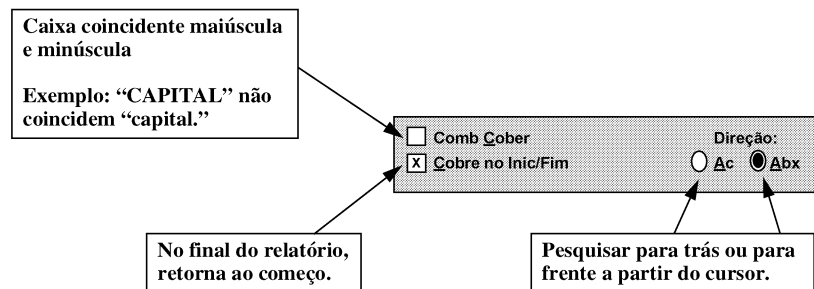 Caixa coincidente maiúscula
e minúscula
Exemplo: “CAPITAL” não
coincidem “capital.”
Comb Cober
Direção:
X Cobre no Inic/Fim
Ac
Abx
No final do relatório,
retorna ao começo.
Pesquisar para trás ou para
frente a partir do cursor.